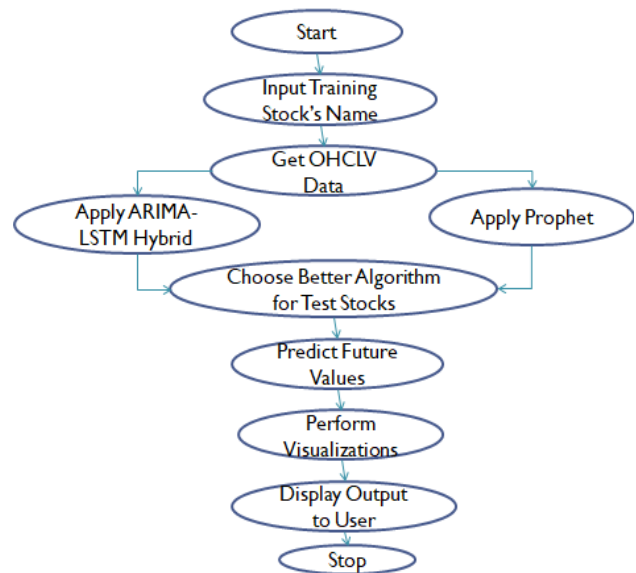 Start
Input Training
Stock's Name
Get OHCLV
Data
Apply ARIMA-
LSTM Hybrid
Apply Prophet
Choose Better Algorithm
for Test Stocks
Predict Future
Values
Perform
Visualizations
Display Output
to User
Stop